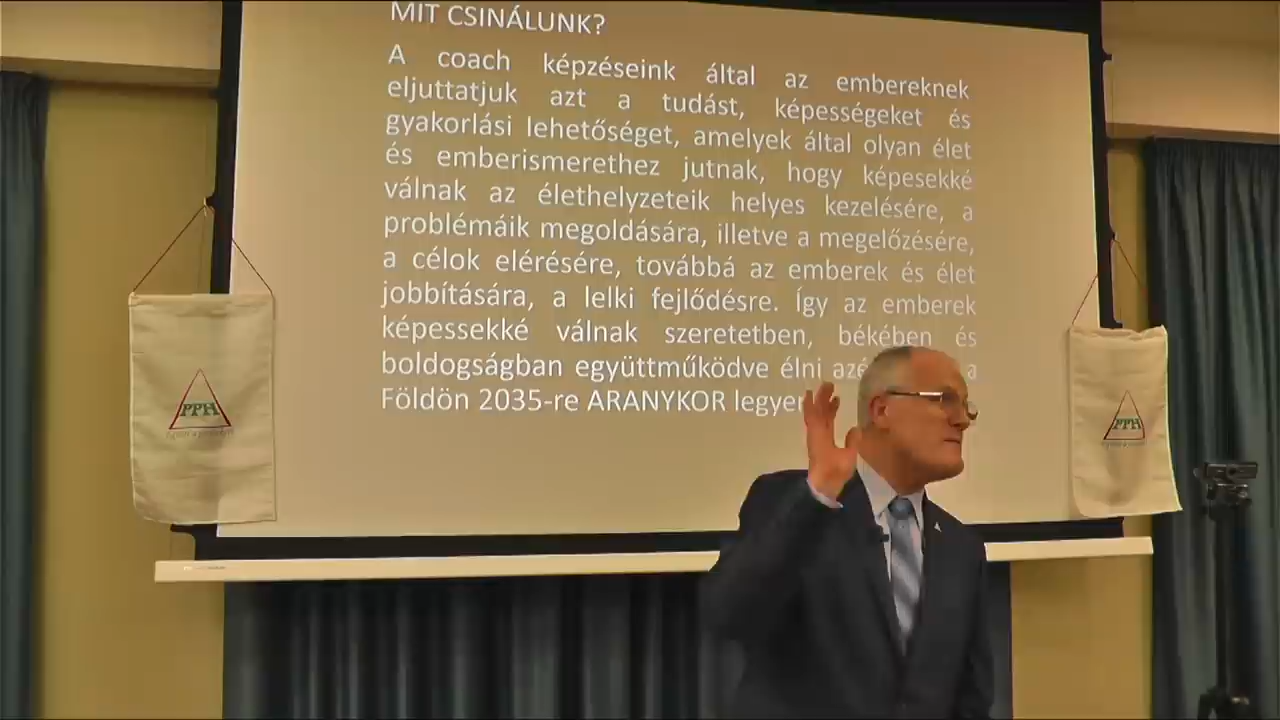 MIT CSINÁLUNK?
A coach képzéseink által az embereknek
eljuttatjuk azt a tudást, képességeket és
gyakorlási lehetőséget, amelyek által olyan élet
és emberismerethez jutnak, hogy képesekké
válnak az élethelyzeteik helyes kezelésére, a
problémáik megoldására, illetve a megelőzésére,
a célok elérésére, továbbá az emberek és élet
jobbítására, a lelki fejlődésre. Így az emberek
képessekké válnak szeretetben, békében és
boldogságban együttműködve élni a
Földön 2035-re ARANYKOR
PPH
PPH